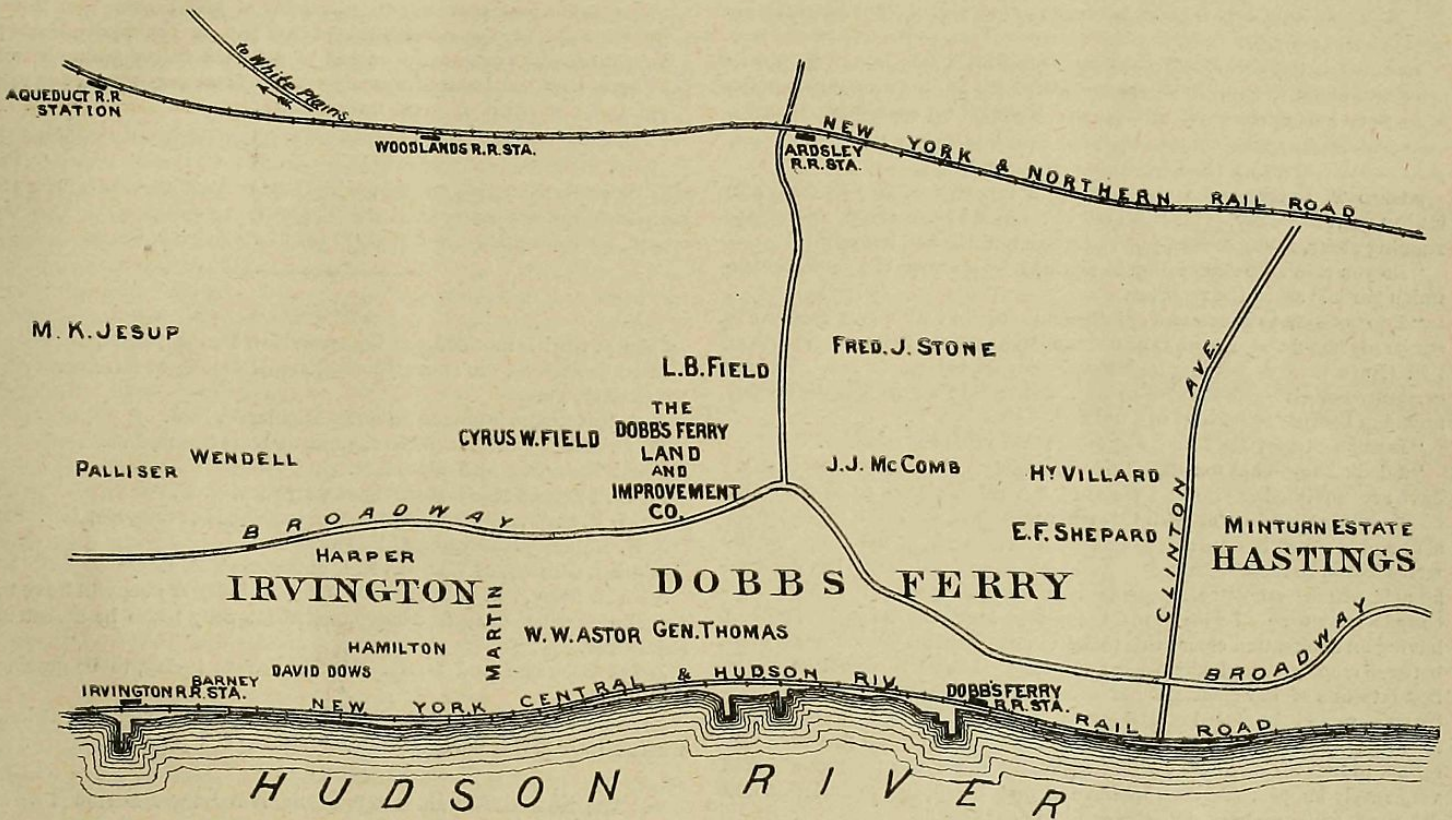 to White Plains
AQUEDUCT R.R
STATION
WOODLANDS R.R. STA.
ARDSLEY
R.R. STA.
NEW YORK & NORTHERN RAIL ROAD
M. K. JESUP
FRED. J. STONE
L. B. FIELD
THE
DOBB'S FERRY
LAND
AND
IMPROVEMENT
CO.
CYRUS W. FIELD
PALLISER
WENDELL
J. J. McCOMB
HY VILLARD
E. F. SHEPARD
CLINTON AVE.
MINTURN ESTATE
HASTINGS
BROADWAY
HARPER
IRVINGTON
MARTIN
DOBBS FERRY
HAMILTON
W. W. ASTOR
GEN. THOMAS
DAVID DOWS
BARNEY
IRVINGTON R.R. STA.
BROADWAY
DOBB'S FERRY
R.R. STA.
NEW YORK CENTRAL & HUDSON RIV. RAIL ROAD.
HUDSON RIVER